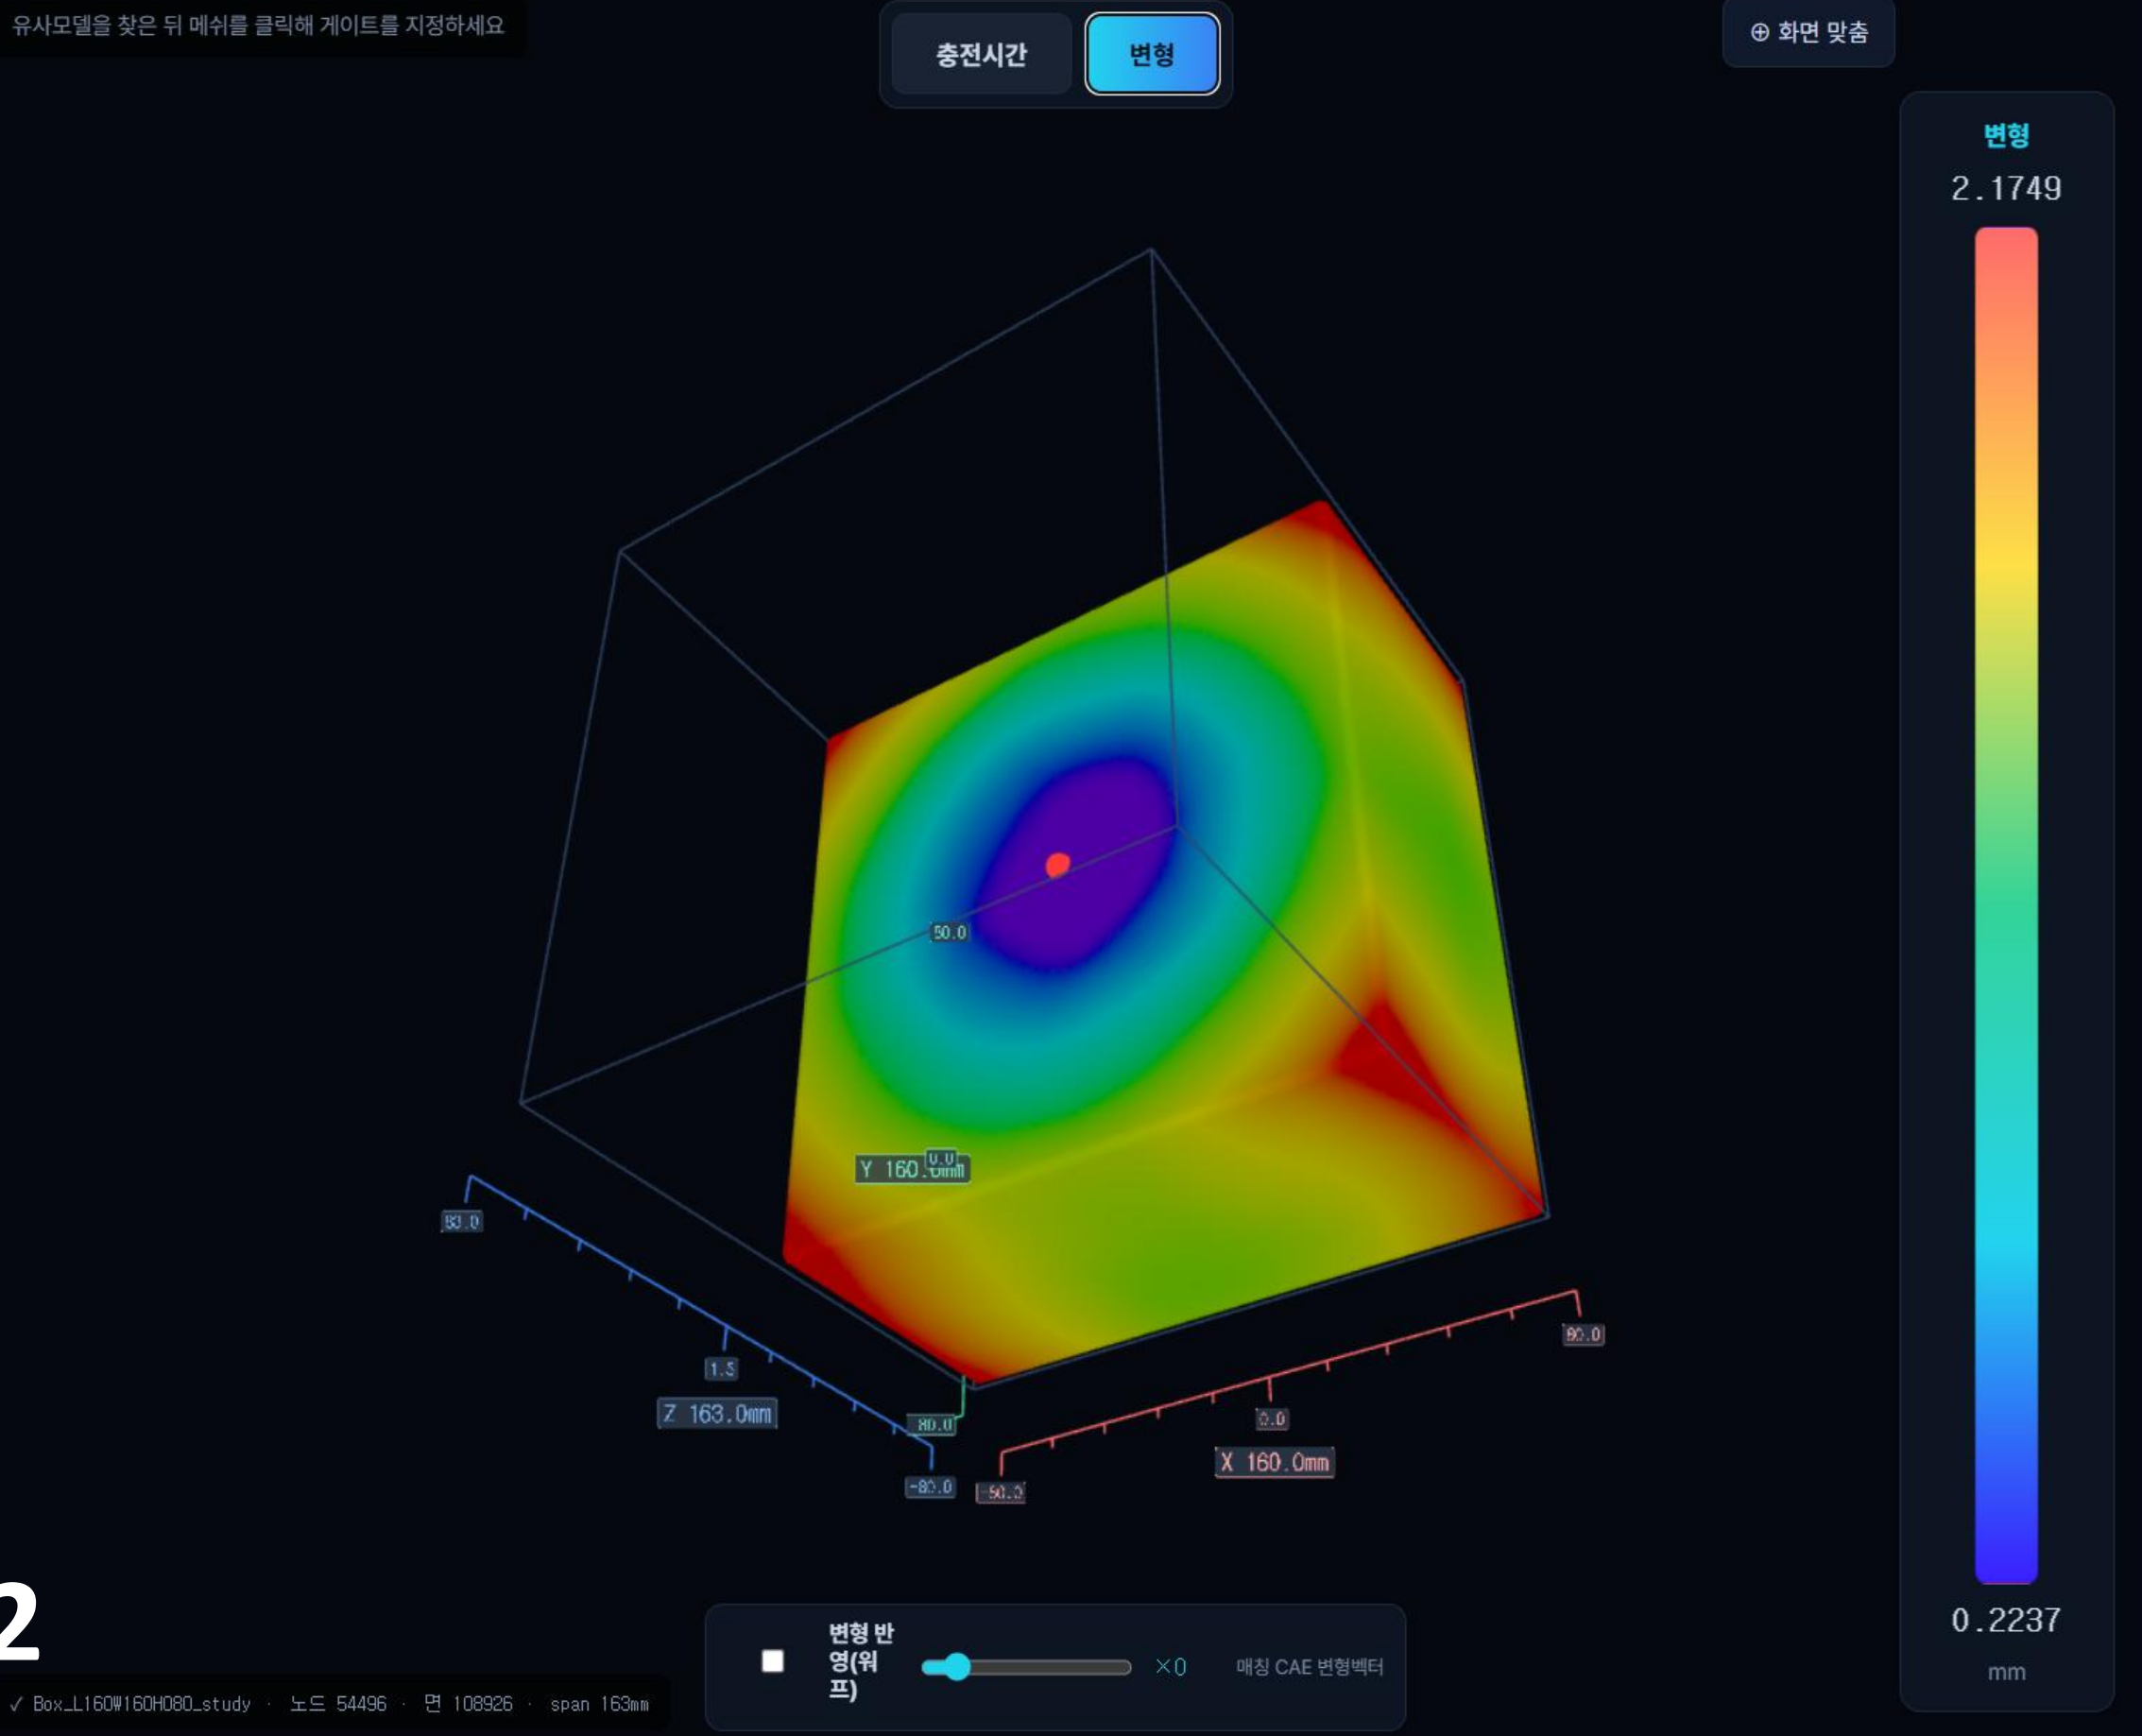 유사모델을 찾은 뒤 메쉬를 클릭해 게이트를 지정하세요
충전시간
변형
⊕ 화면 맞춤
변형
2.1749
0.2237
mm
Y 160.0mm
1.5
Z 163.0mm
80.0
-80.0
0.0
X 160.0mm
2
변형 반
영(워
프)
×0
매칭 CAE 변형벡터
✓ Box_L160W160H080_study · 노드 54496 · 면 108926 · span 163mm